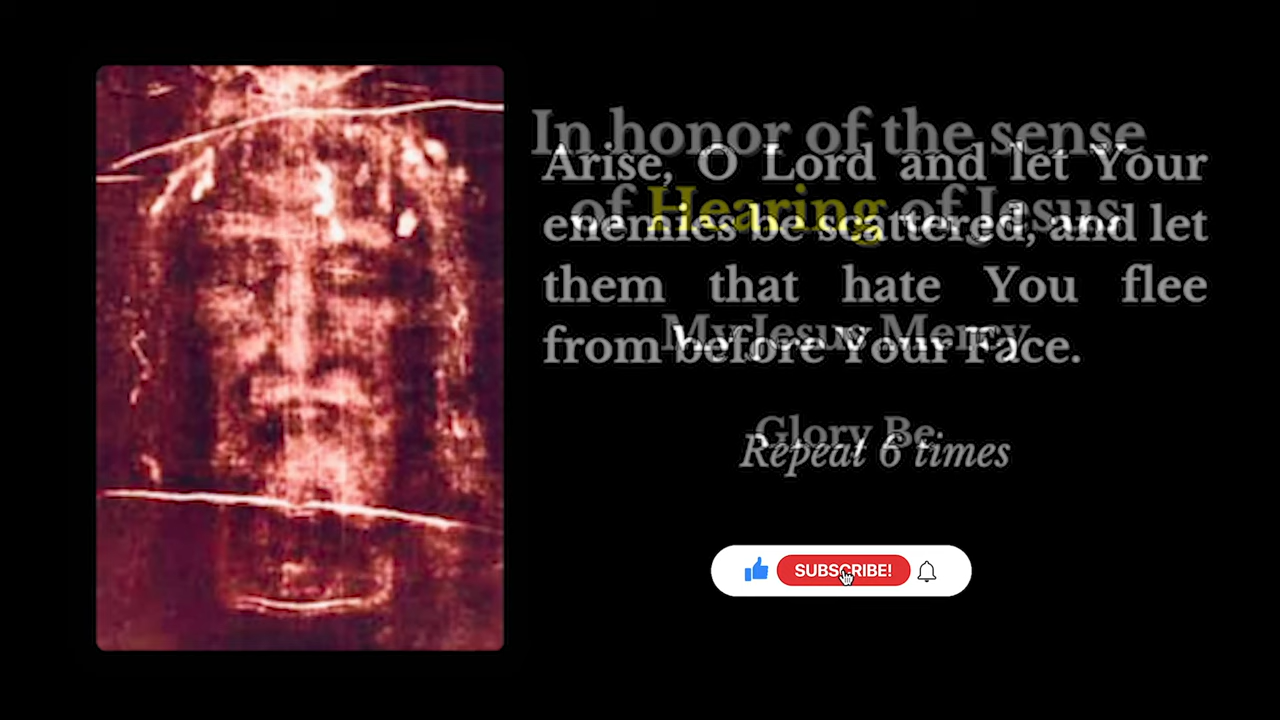 In honor of the sense
of Hearing of Jesus
My Jesus Mercy
Glory Be.
Arise, O Lord and let Your
enemies be scattered, and let
them that hate You flee
from before Your Face.
Repeat 6 times
SUBSCRIBE!